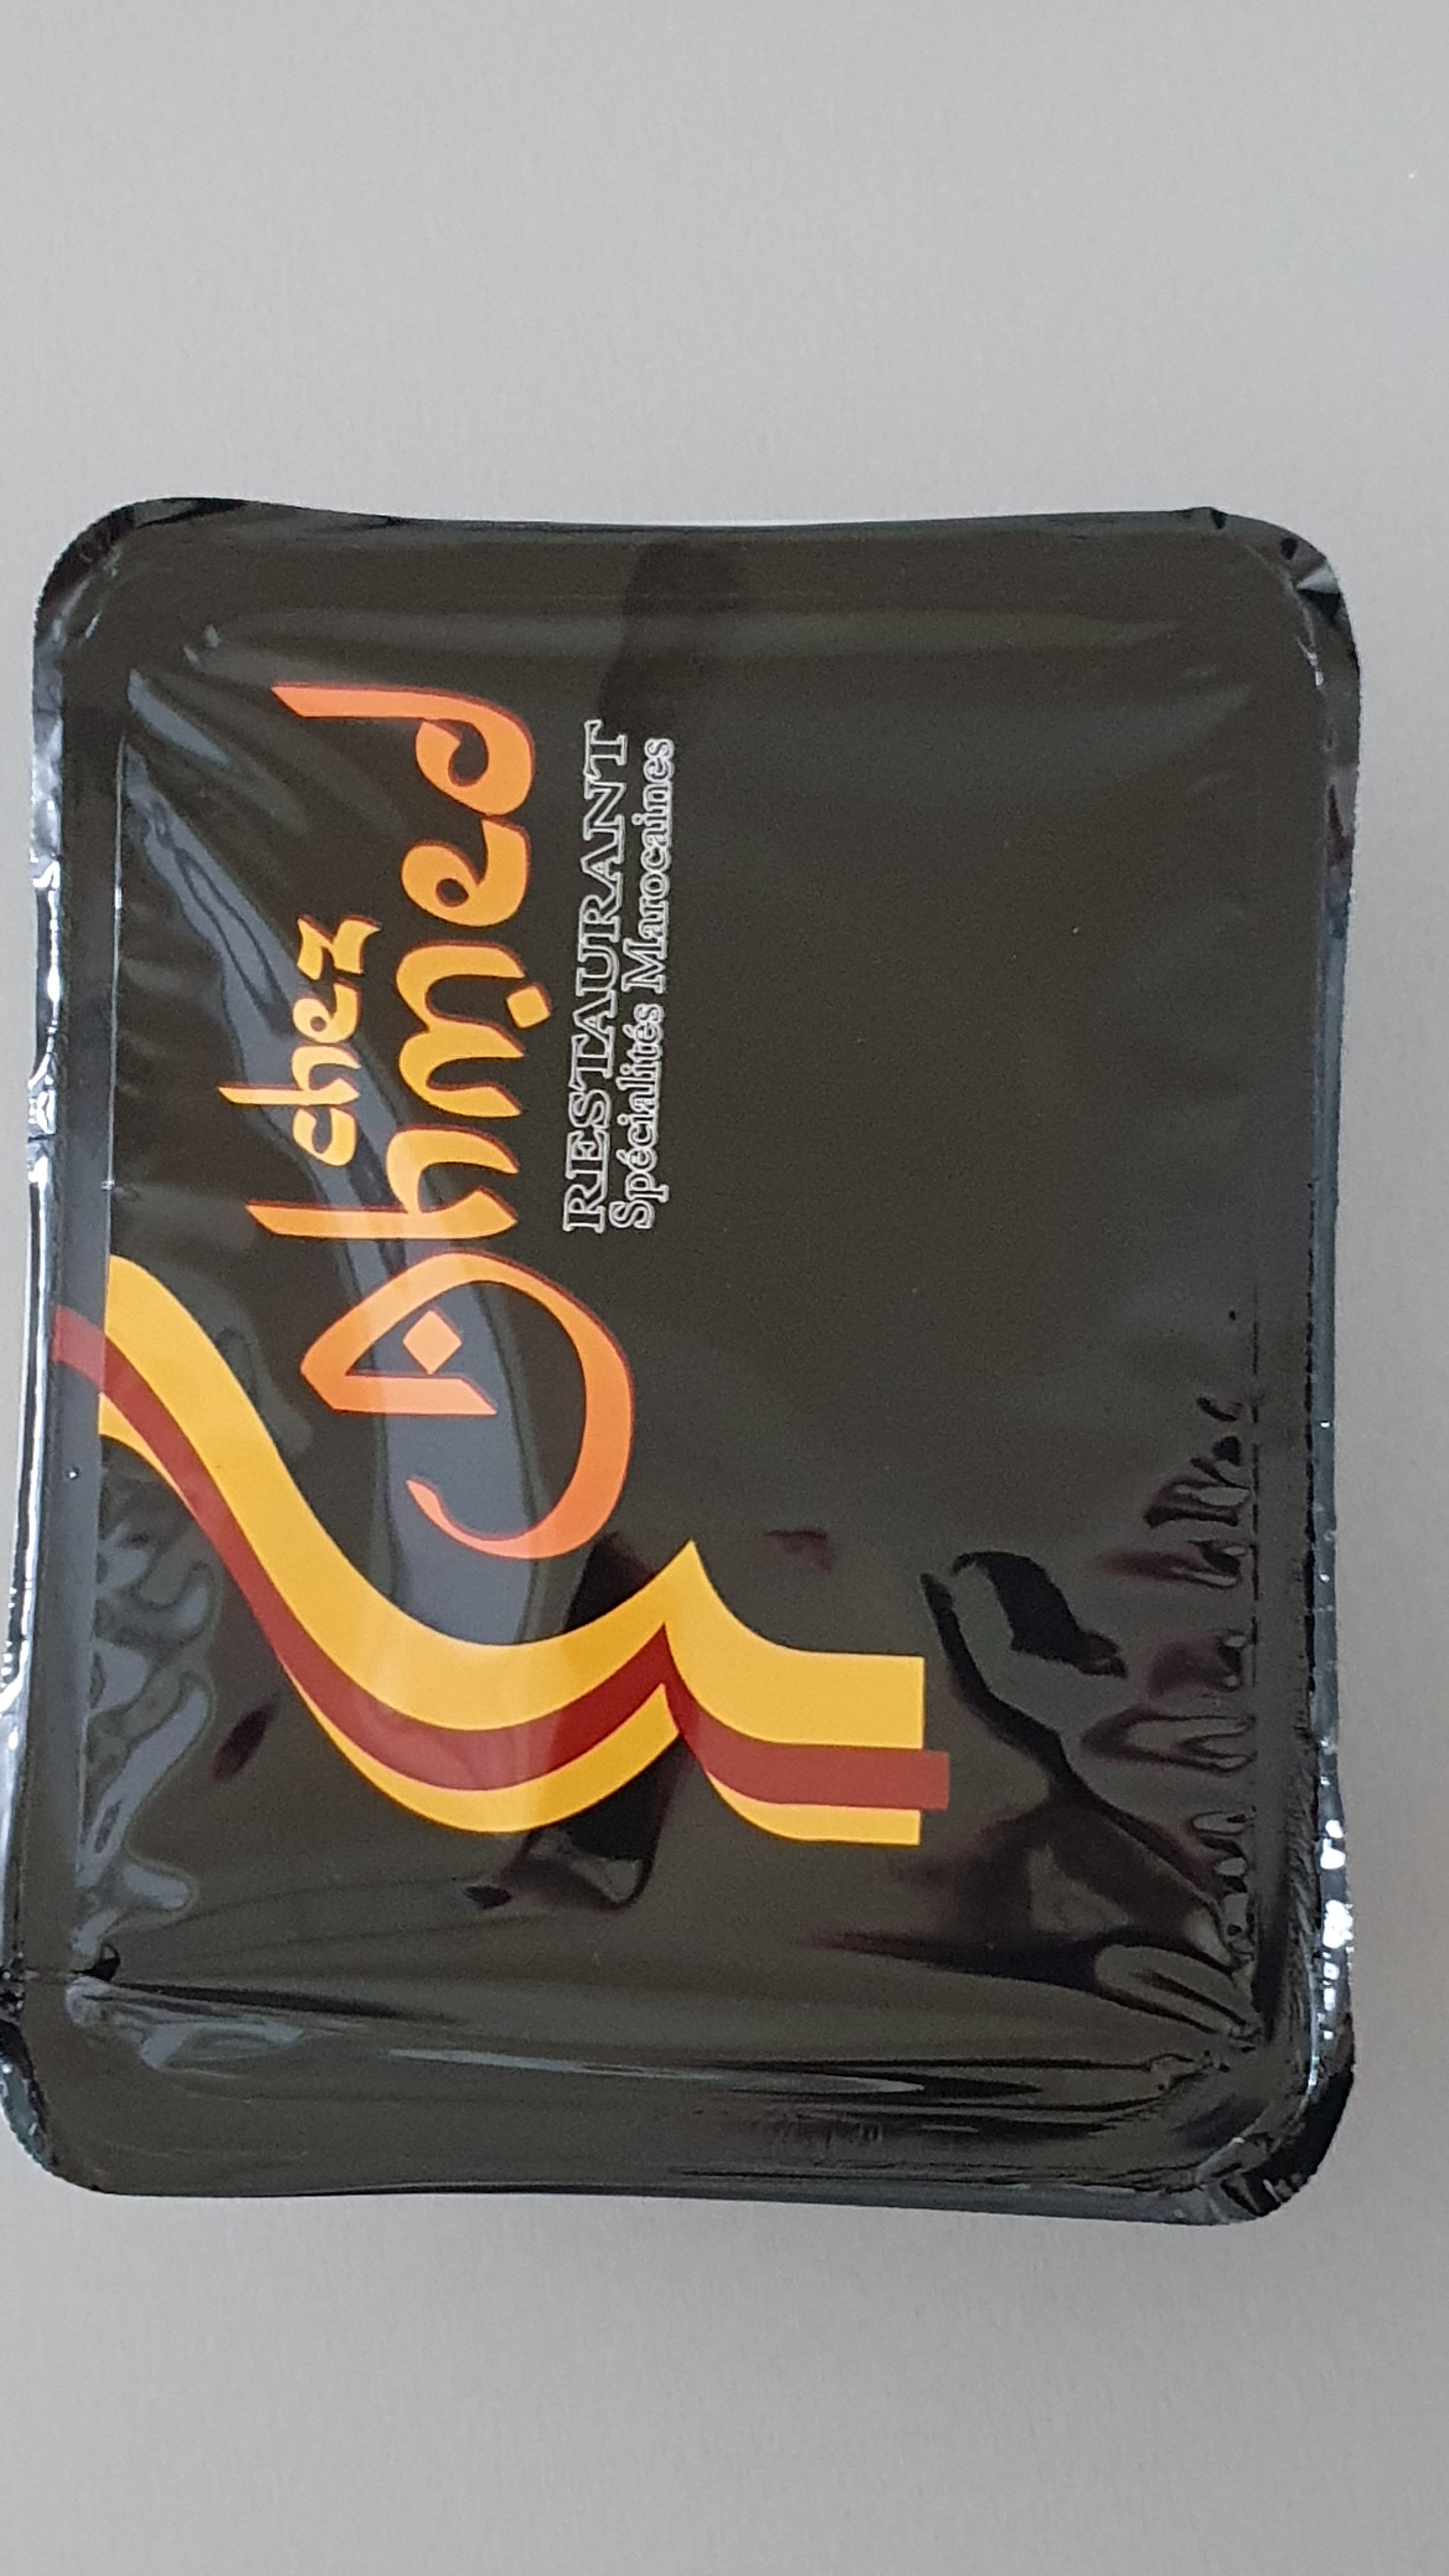 chez
Ahmed
RESTAURANT
Spécialités Marocaines